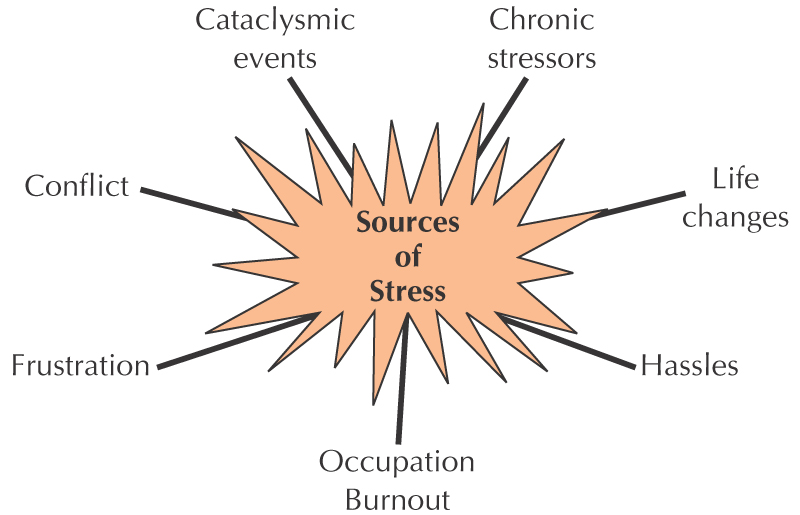 Cataclysmic
events
Chronic
stressors
Conflict
Life
changes
Sources
of
Stress
Frustration
Hassles
Occupation
Burnout